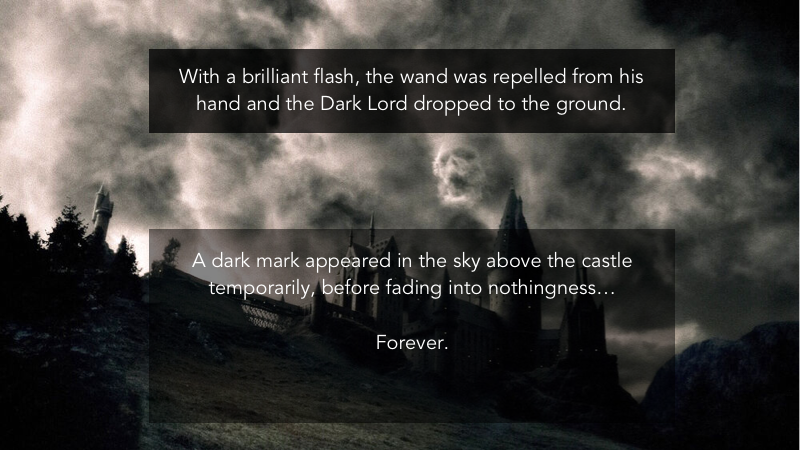 With a brilliant flash, the wand was repelled from his
hand and the Dark Lord dropped to the ground.
A dark mark appeared in the sky above the castle
temporarily, before fading into nothingness…
Forever.